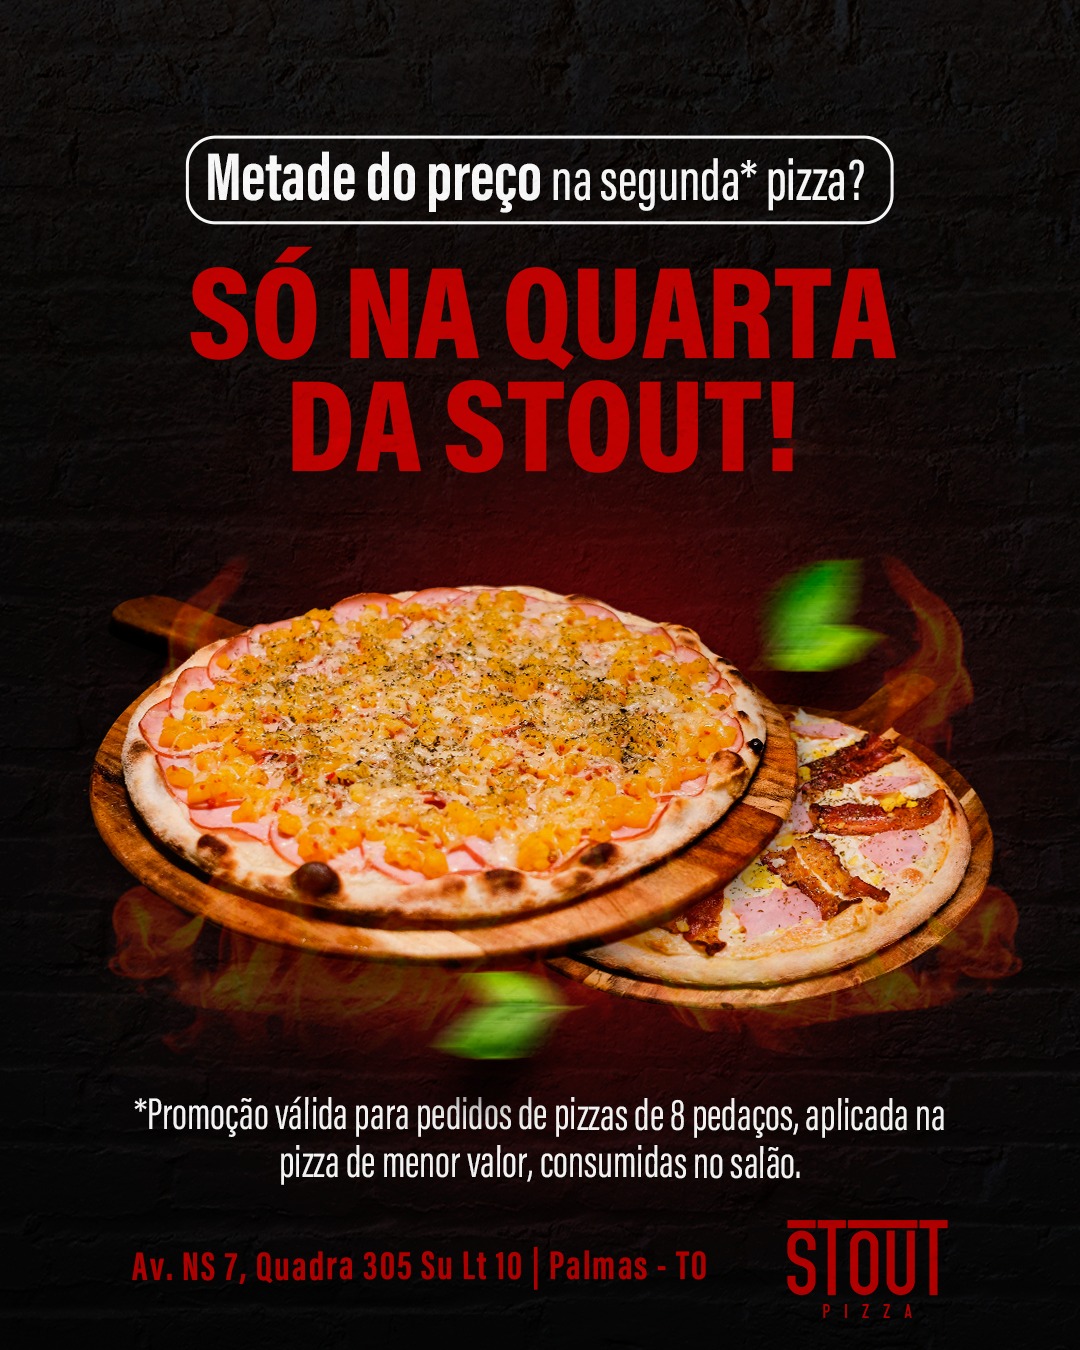 Metade do preço na segunda* pizza?
SÓ NA QUARTA
DA STOUT!
*Promoção válida para pedidos de pizzas de 8 pedaços, aplicada na
pizza de menor valor, consumidas no salão.
Av. NS 7, Quadra 305 Su Lt 10 | Palmas - TO
STOUT
PIZZA